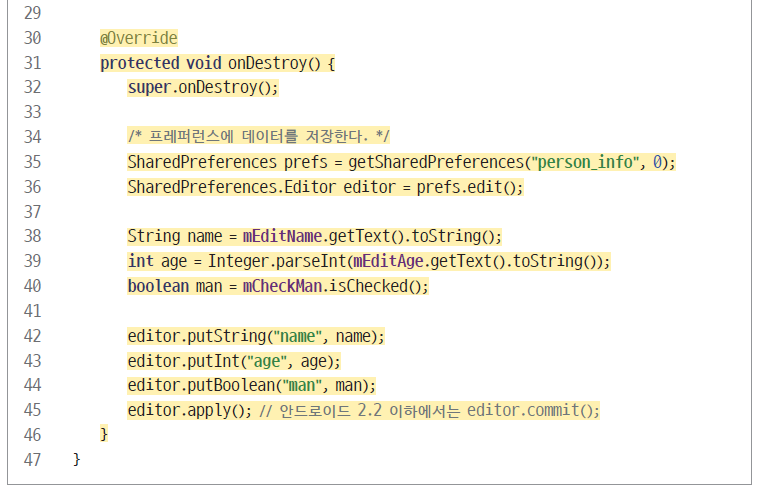 29
30 @Override
31 protected void onDestroy() {
32 super.onDestroy();
33
34 /* 프레퍼런스에 데이터를 저장한다. */
35 SharedPreferences prefs = getSharedPreferences("person_info", 0);
36 SharedPreferences.Editor editor = prefs.edit();
37
38 String name = mEditName.getText().toString();
39 int age = Integer.parseInt(mEditAge.getText().toString());
40 boolean man = mCheckMan.isChecked();
41
42 editor.putString("name", name);
43 editor.putInt("age", age);
44 editor.putBoolean("man", man);
45 editor.apply(); // 안드로이드 2.2 이하에서는 editor.commit();
46 }
47 }